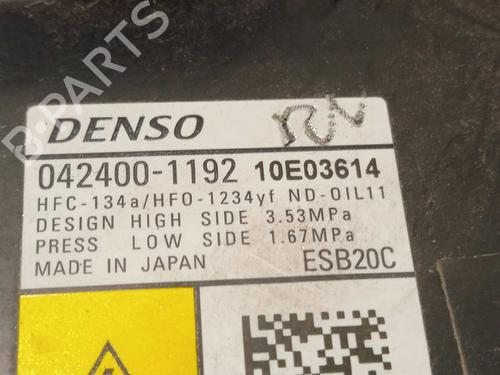 B-PARTS
DENSO
042400-1192 10E03614
HFC-134a/HFO-1234yf ND-OIL11
DESIGN HIGH SIDE 3.53MPa
PRESS LOW SIDE 1.67MPa
MADE IN JAPAN ESB20C